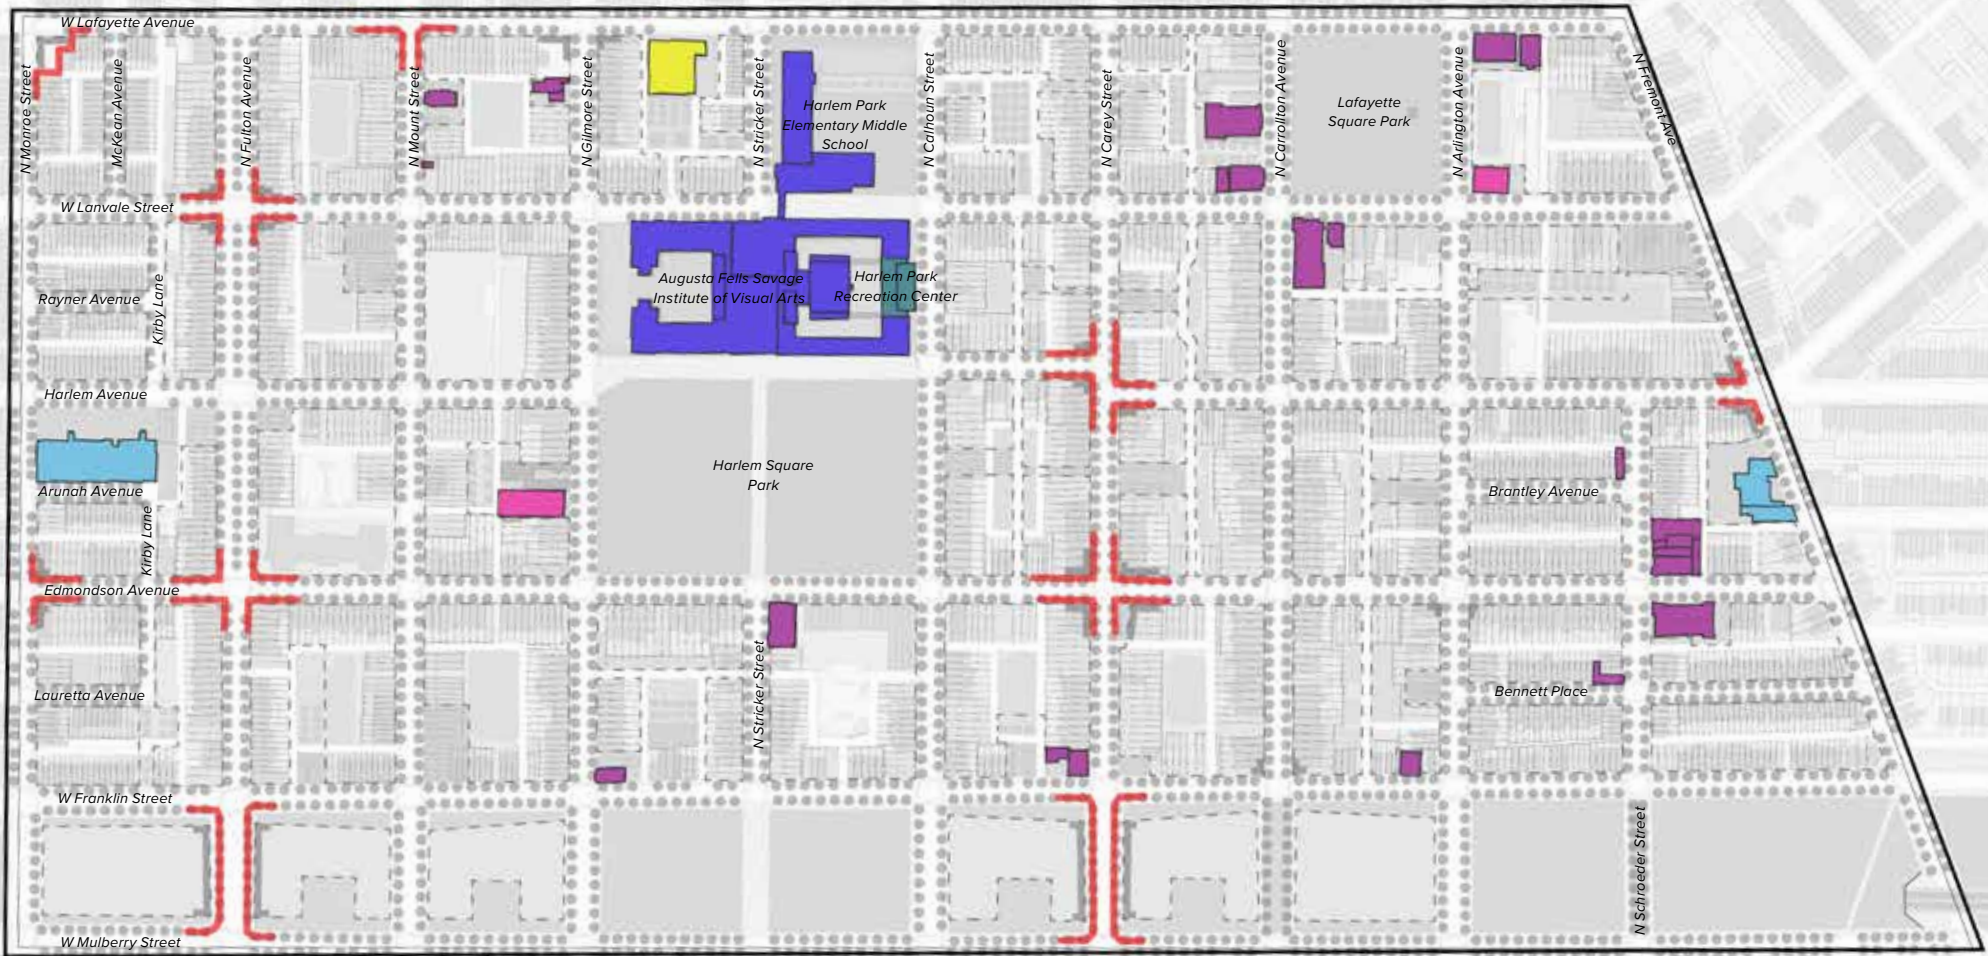 W Lafayette Avenue
N Monroe Street
McKean Avenue
N Fulton Avenue
N Mount Street
N Gilmore Street
N Stricker Street
Harlem Park
Elementary Middle
School
N Calhoun Street
N Carey Street
N Carrollton Avenue
Lafayette
Square Park
N Arlington Avenue
N Fremont Ave
W Lanvale Street
Rayner Avenue
Kirby Lane
Augusta Fells Savage
Institute of Visual Arts
Harlem Park
Recreation Center
Harlem Avenue
Arunah Avenue
Kirby Lane
Harlem Square
Park
Brantley Avenue
Edmondson Avenue
Lauretta Avenue
N Stricker Street
Bennett Place
W Franklin Street
N Schroeder Street
W Mulberry Street